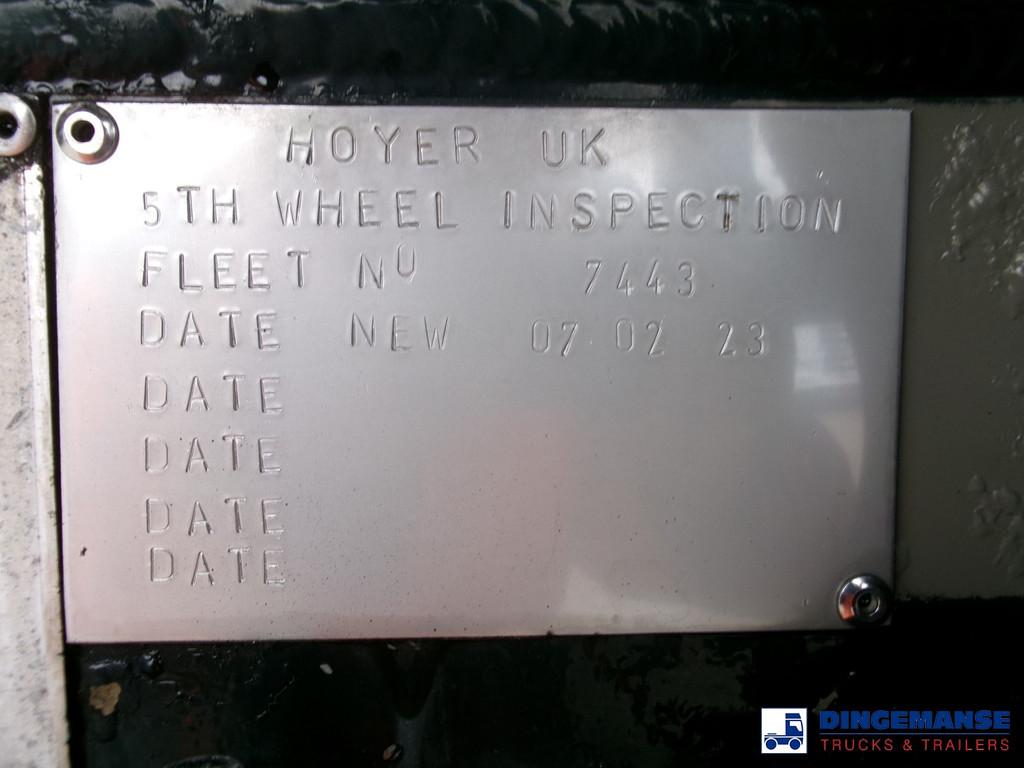 HOYER UK
5TH WHEEL INSPECTION
FLEET NU 7443
DATE NEW 07 02 23
DATE
DATE
DATE
DATE
DINGEMANSE
TRUCKS & TRAILERS